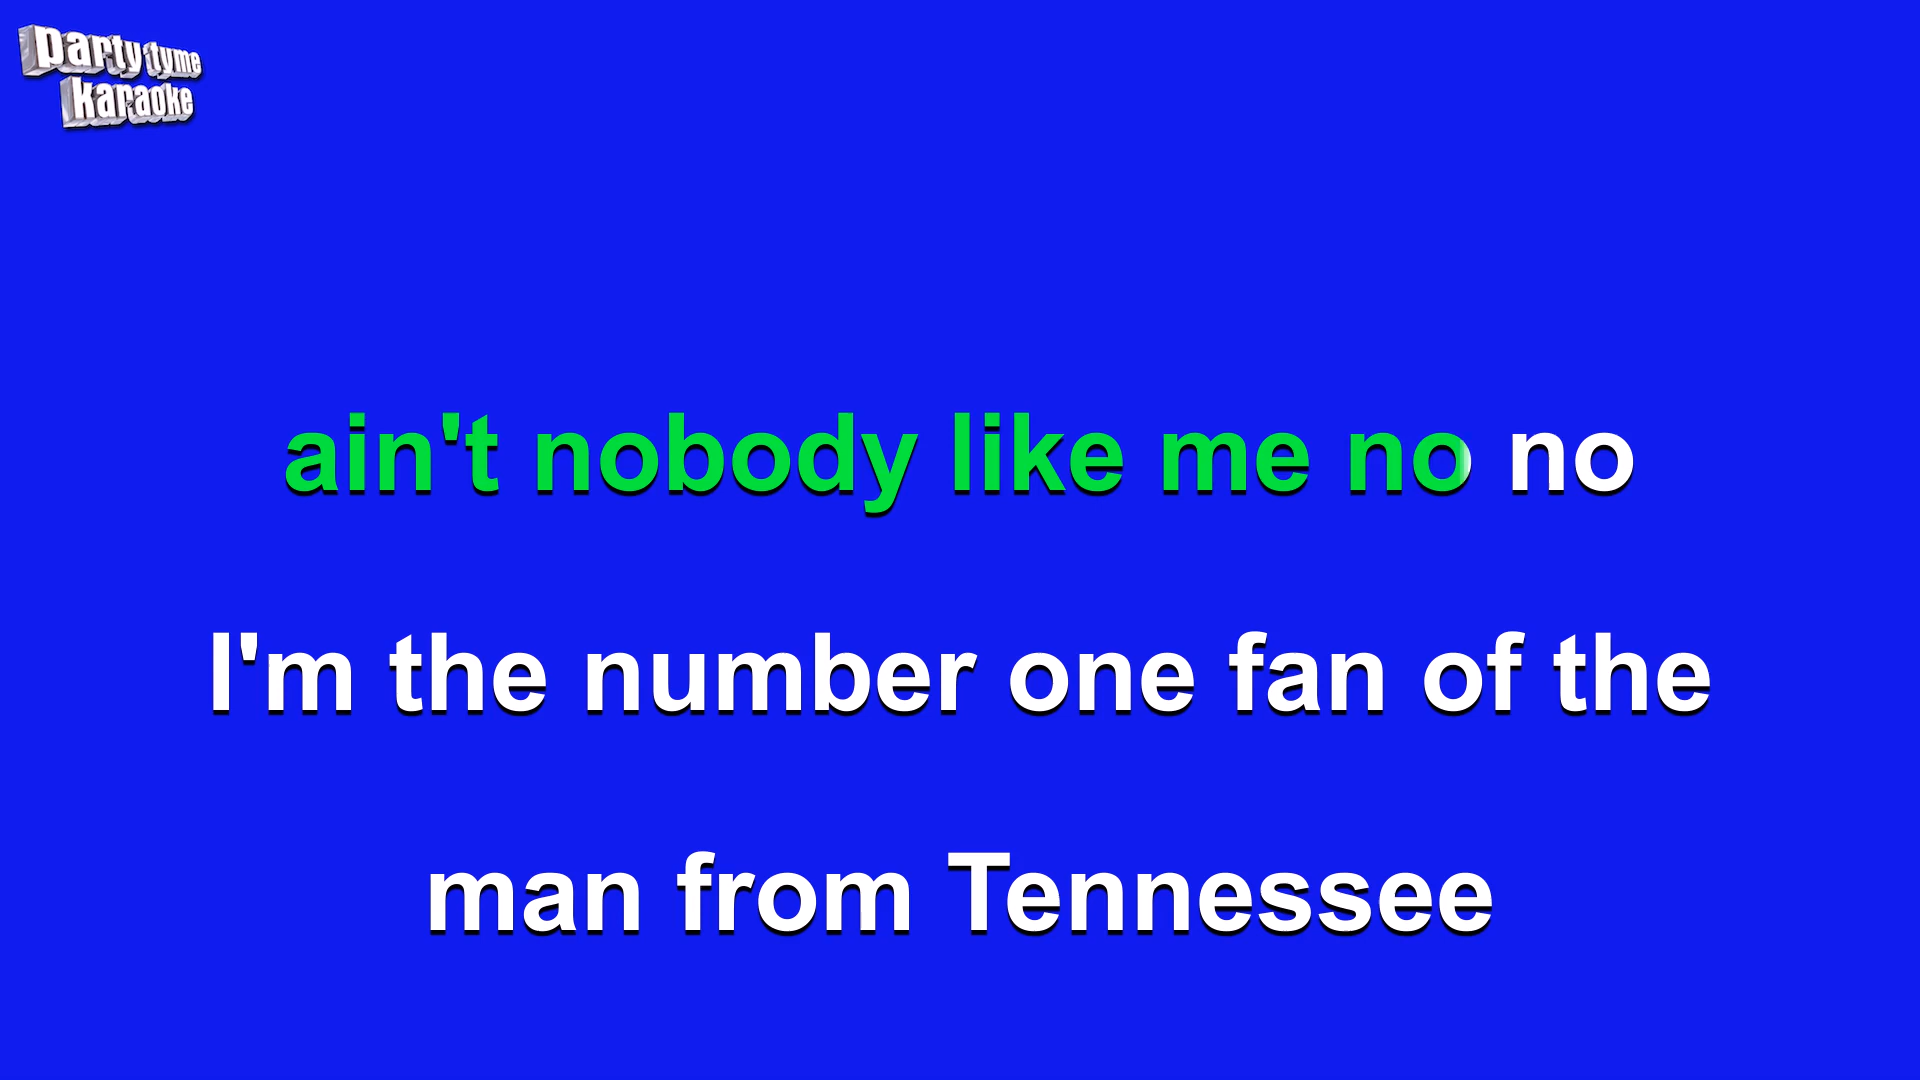 party tyme
karaoke
ain't nobody like me no no
I'm the number one fan of the
man from Tennessee